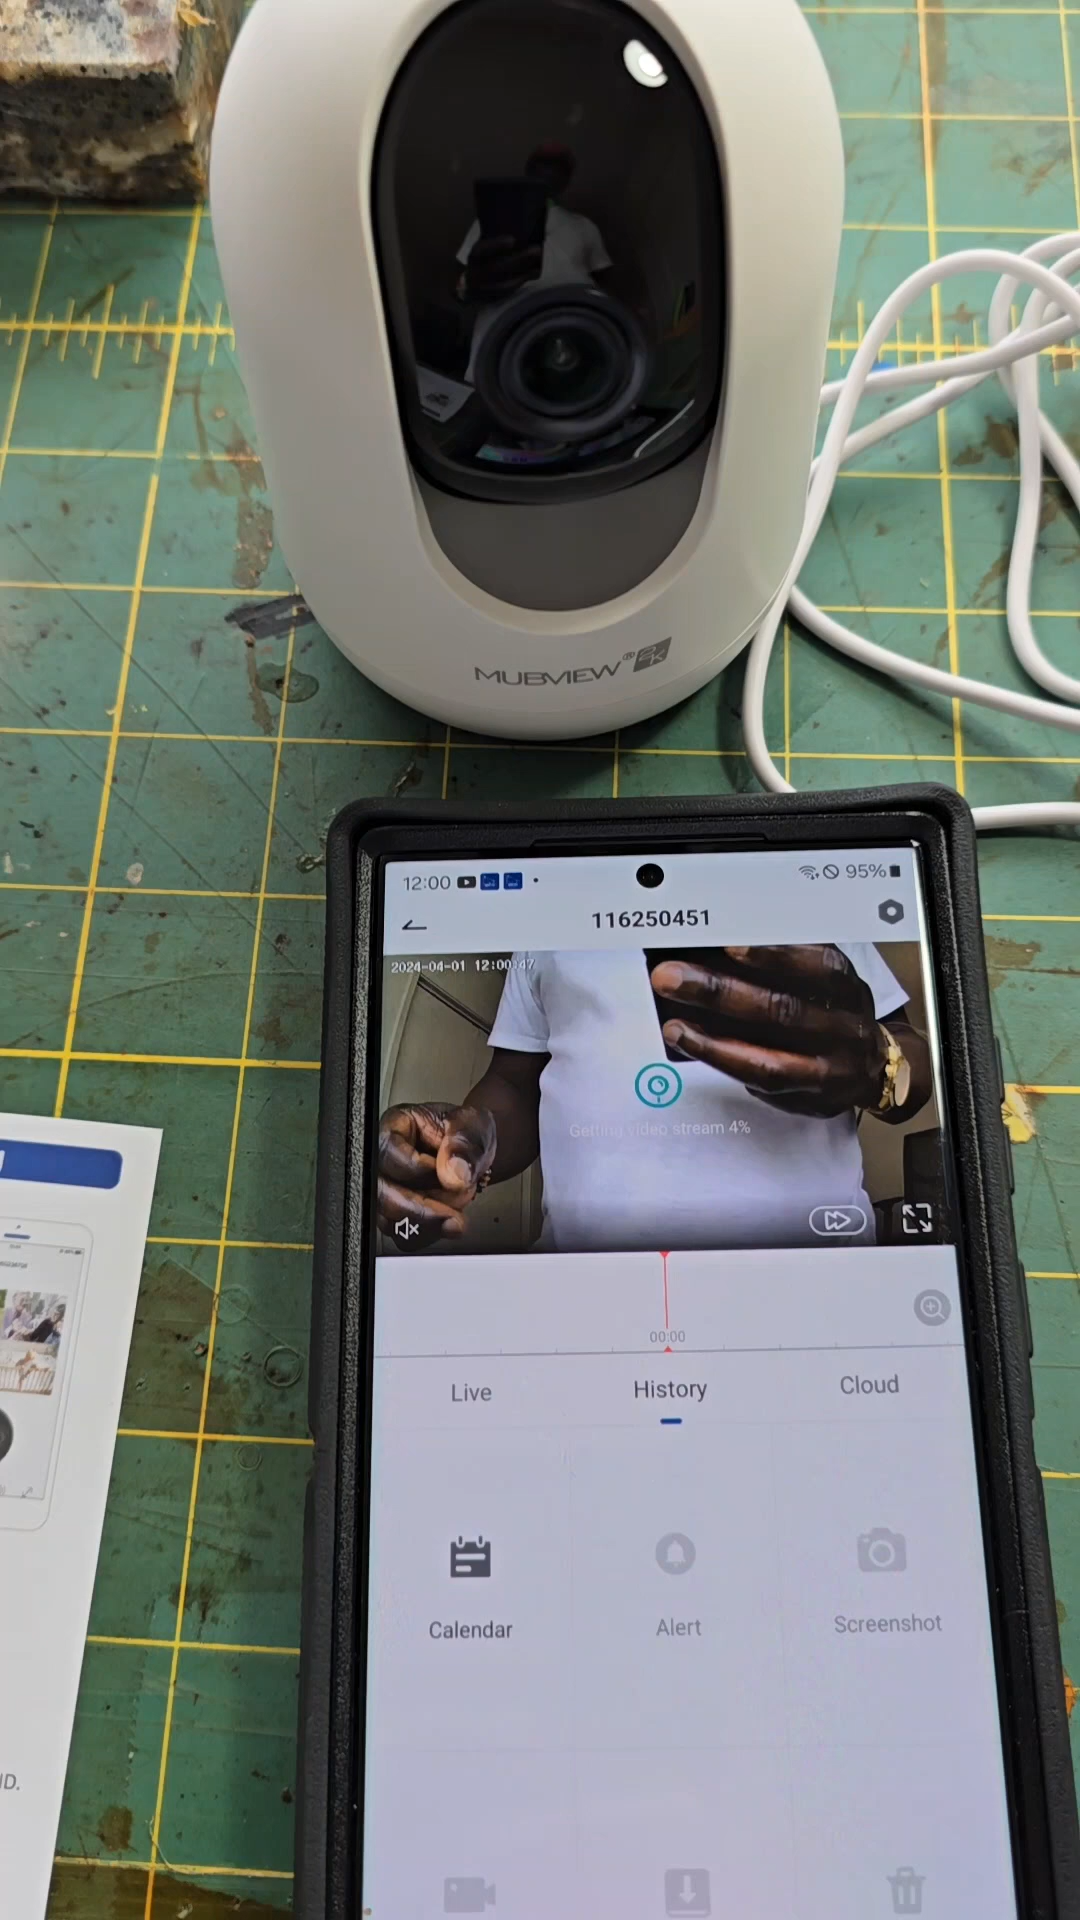 MUBVIEW® 2K
12:00
95%
116250451
2024-04-01 12:00:47
Getting video stream 4%
00:00
Live
History
Cloud
Calendar
Alert
Screenshot
ID.